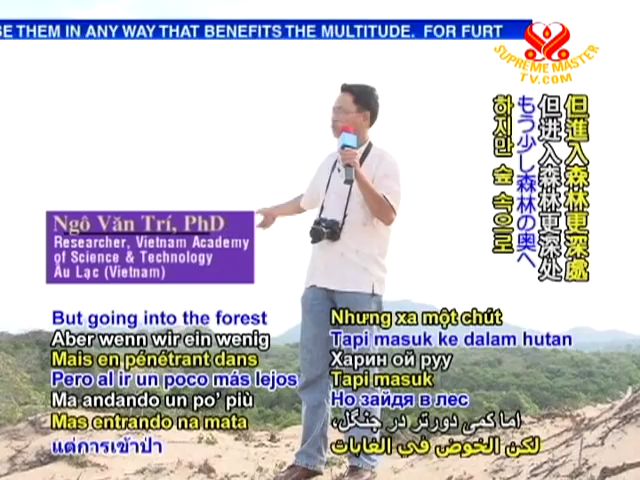 SE THEM IN ANY WAY THAT BENEFITS THE MULTITUDE. FOR FURT
SUPREME MASTER
TV.COM
但進入森林更深處
但进入森林更深处
もう少し森林の奥へ
하지만 숲 속으로
Ngô Văn Trí, PhD
Researcher, Vietnam Academy
of Science & Technology
Âu Lạc (Vietnam)
But going into the forest
Aber wenn wir ein wenig
Mais en pénétrant dans
Pero al ir un poco más lejos
Ma andando un po' più
Mas entrando na mata
แต่การเข้าป่า
Nhưng xa một chút
Tapi masuk ke dalam hutan
Харин ой руу
Tapi masuk
Но зайдя в лес
اما کمی دورتر در جنگل،
لكن الخوض في الغابات